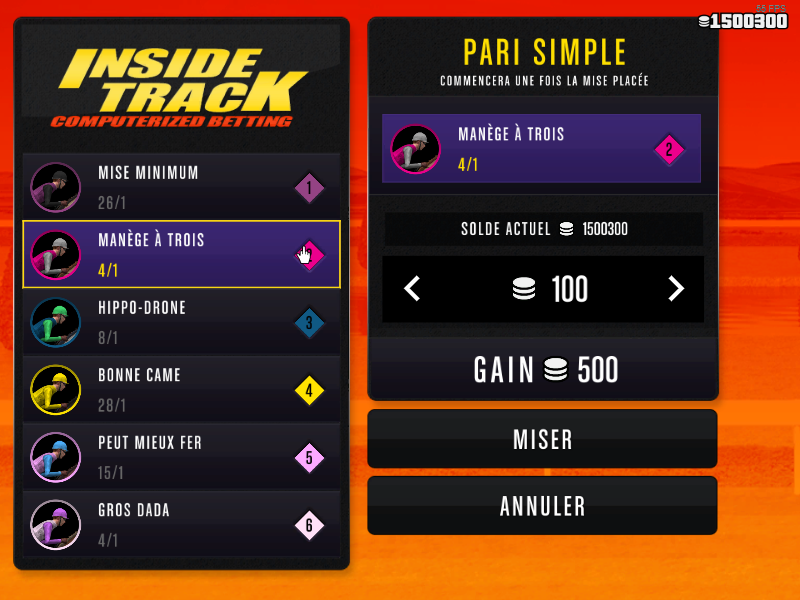 55 FPS
1500300
INSIDE
TRACK
COMPUTERIZED BETTING
MISE MINIMUM
26/1
1
MANÈGE À TROIS
4/1
HIPPO-DRONE
8/1
3
BONNE CAME
28/1
4
PEUT MIEUX FER
15/1
5
GROS DADA
4/1
6
PARI SIMPLE
COMMENCERA UNE FOIS LA MISE PLACÉE
MANÈGE À TROIS
4/1
2
SOLDE ACTUEL 1500300
100
GAIN 500
MISER
ANNULER